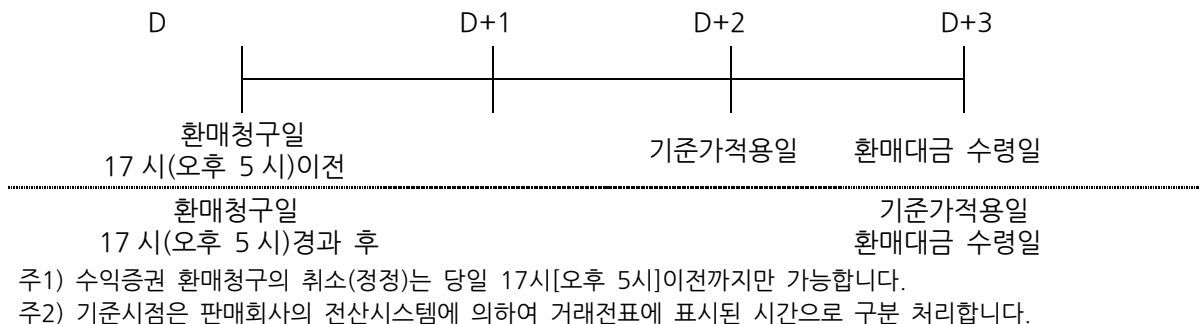 D D+1 D+2 D+3
환매청구일
17 시(오후 5 시)이전
기준가적용일 환매대금 수령일
환매청구일
17 시(오후 5 시)경과 후
기준가적용일
환매대금 수령일
주1) 수익증권 환매청구의 취소(정정)는 당일 17시[오후 5시]이전까지만 가능합니다.
주2) 기준시점은 판매회사의 전산시스템에 의하여 거래전표에 표시된 시간으로 구분 처리합니다.